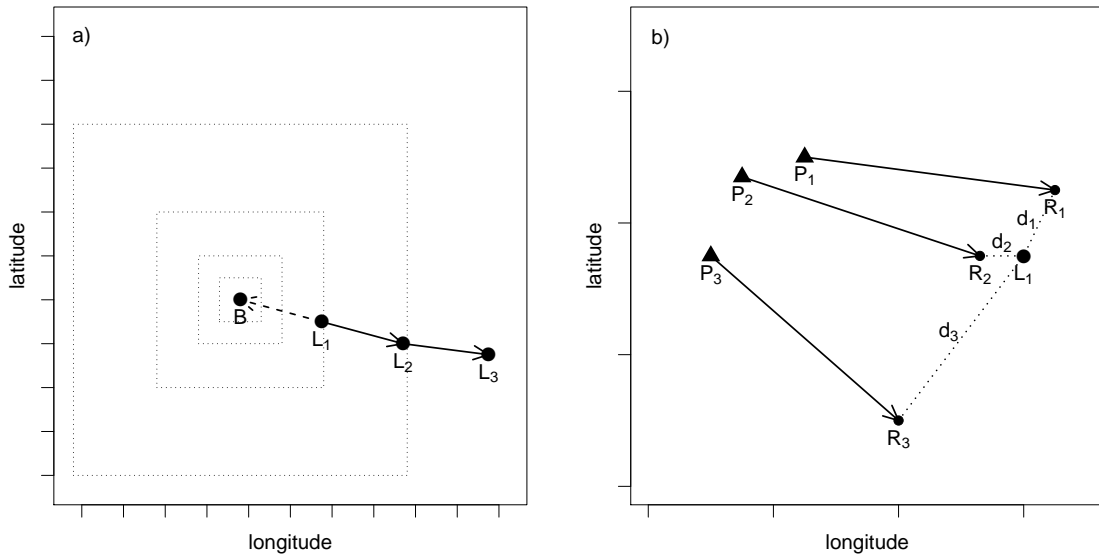 a)
latitude
B
L₁
L₂
L₃
longitude
b)
latitude
P₁
P₂
P₃
R₁
d₁
d₂
R₂
L₁
d₃
R₃
longitude